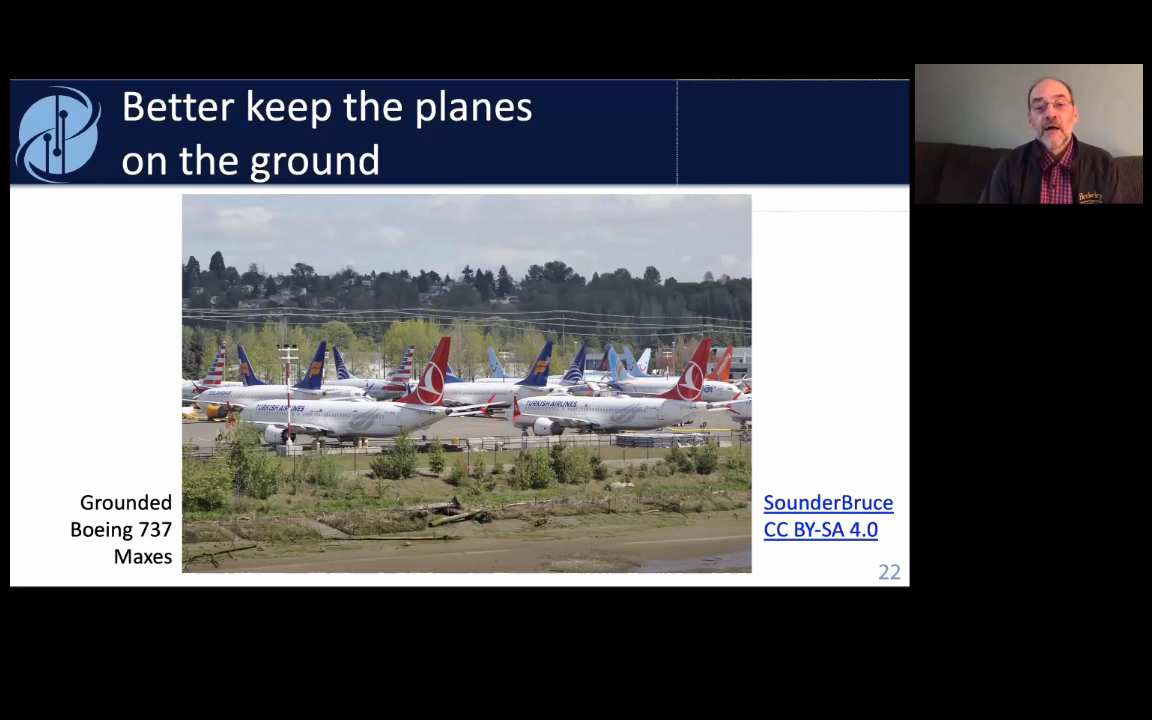 Better keep the planes
on the ground
TURKISH AIRLINES
TURKISH AIRLINES
Grounded
Boeing 737
Maxes
SounderBruce
CC BY-SA 4.0
22
Berkeley